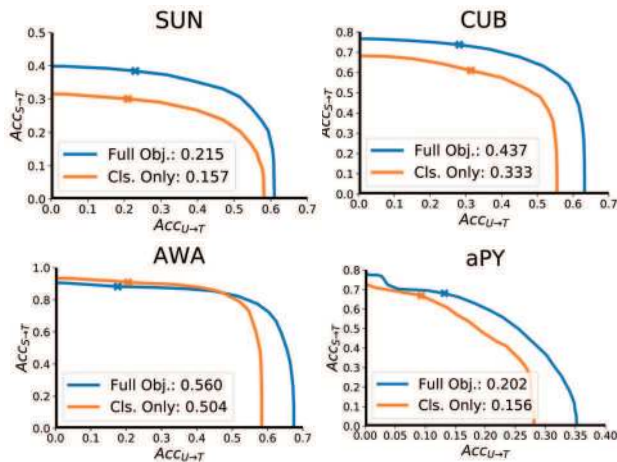 SUN
0.5
0.4
0.3
0.2
0.1
0.0
Acc_{S→T}
Full Obj.: 0.215
Cls. Only: 0.157
0.0 0.1 0.2 0.3 0.4 0.5 0.6 0.7
Acc_{U→T}
CUB
0.8
0.7
0.6
0.5
0.4
0.3
0.2
0.1
0.0
Acc_{S→T}
Full Obj.: 0.437
Cls. Only: 0.333
0.0 0.1 0.2 0.3 0.4 0.5 0.6 0.7
Acc_{U→T}
AWA
1.0
0.8
0.6
0.4
0.2
0.0
Acc_{S→T}
Full Obj.: 0.560
Cls. Only: 0.504
0.0 0.1 0.2 0.3 0.4 0.5 0.6 0.7
Acc_{U→T}
aPY
0.8
0.7
0.6
0.5
0.4
0.3
0.2
0.1
0.0
Acc_{S→T}
Full Obj.: 0.202
Cls. Only: 0.156
0.00 0.05 0.10 0.15 0.20 0.25 0.30 0.35 0.40
Acc_{U→T}